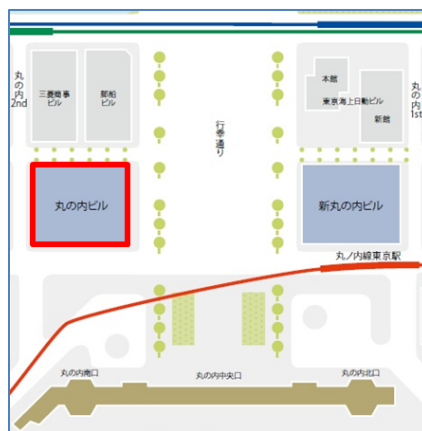 丸の内
2nd
三菱商事
ビル
郵船
ビル
行幸通り
本館
東京海上日動ビル
新館
丸の内
1st
丸の内ビル
新丸の内ビル
丸ノ内線東京駅
丸の内南口
丸の内中央口
丸の内北口